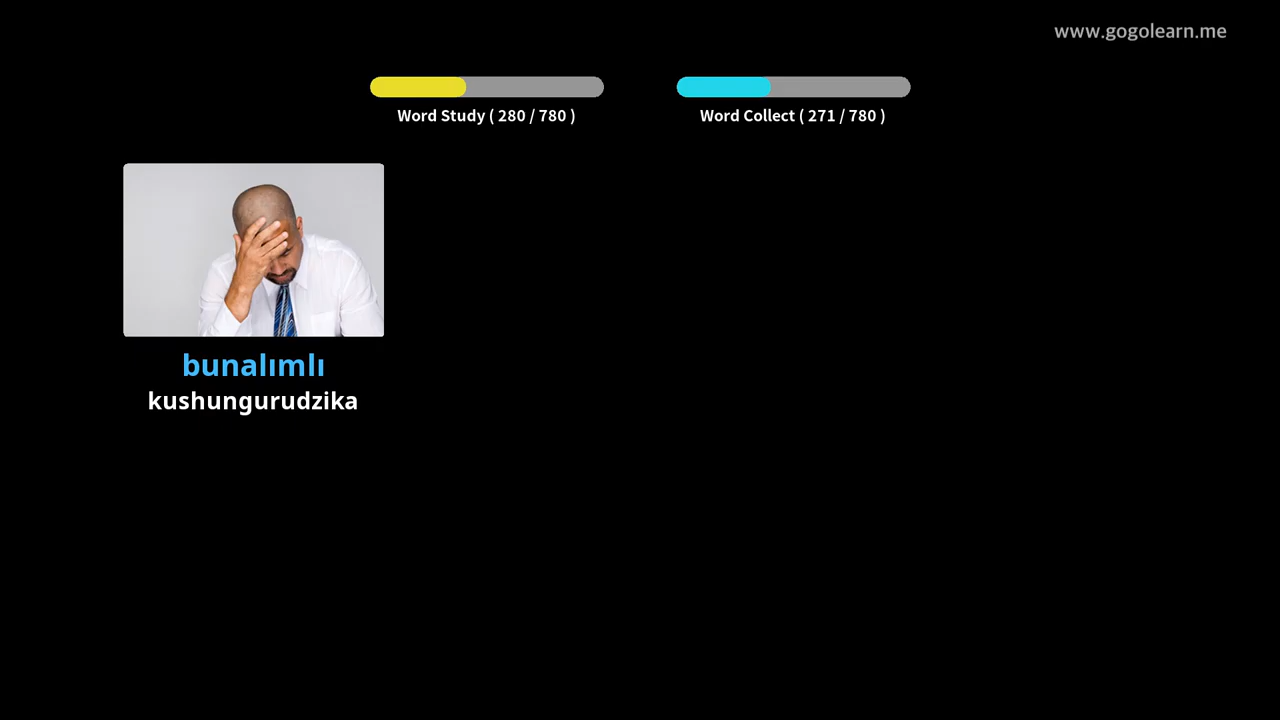 www.gogolearn.me
Word Study ( 280 / 780 )
Word Collect ( 271 / 780 )
bunalımlı
kushungurudzika